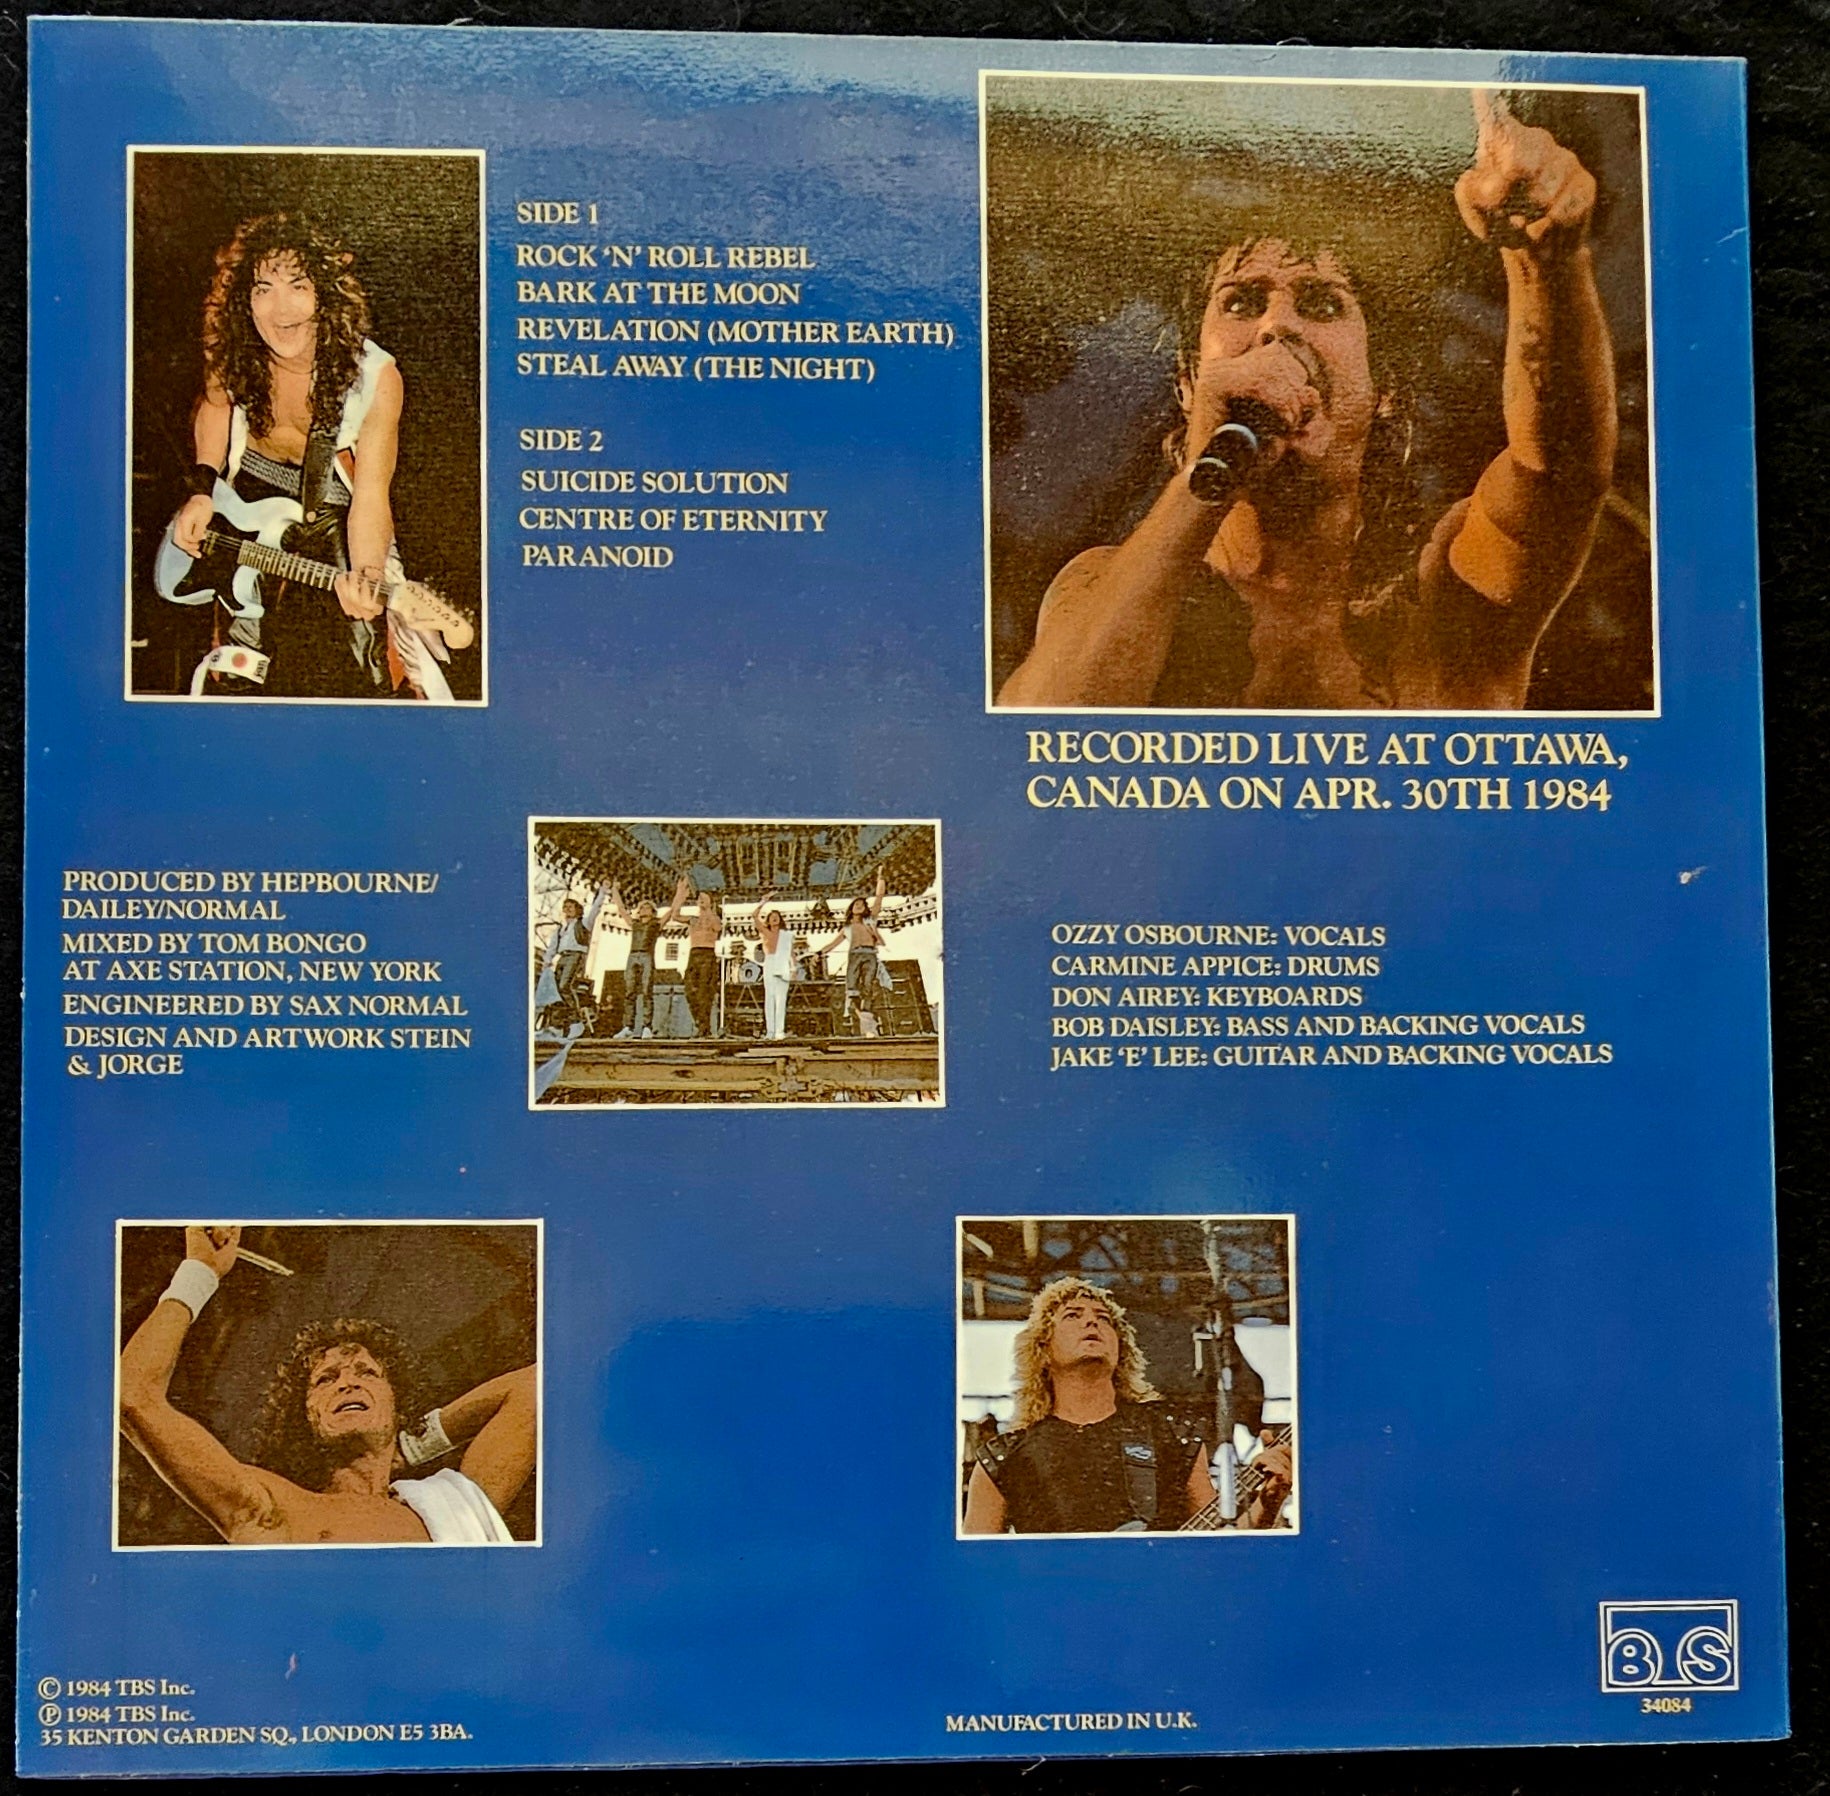 SIDE 1
ROCK ‘N’ ROLL REBEL
BARK AT THE MOON
REVELATION (MOTHER EARTH)
STEAL AWAY (THE NIGHT)
SIDE 2
SUICIDE SOLUTION
CENTRE OF ETERNITY
PARANOID
RECORDED LIVE AT OTTAWA,
CANADA ON APR. 30TH 1984
PRODUCED BY HEPBOURNE/
DAILEY/NORMAL
MIXED BY TOM BONGO
AT AXE STATION, NEW YORK
ENGINEERED BY SAX NORMAL
DESIGN AND ARTWORK STEIN
& JORGE
OZZY OSBOURNE: VOCALS
CARMINE APPICE: DRUMS
DON AIREY: KEYBOARDS
BOB DAISLEY: BASS AND BACKING VOCALS
JAKE ‘E’ LEE: GUITAR AND BACKING VOCALS
© 1984 TBS Inc.
℗ 1984 TBS Inc.
35 KENTON GARDEN SQ., LONDON E5 3BA.
MANUFACTURED IN U.K.
TBS
34084